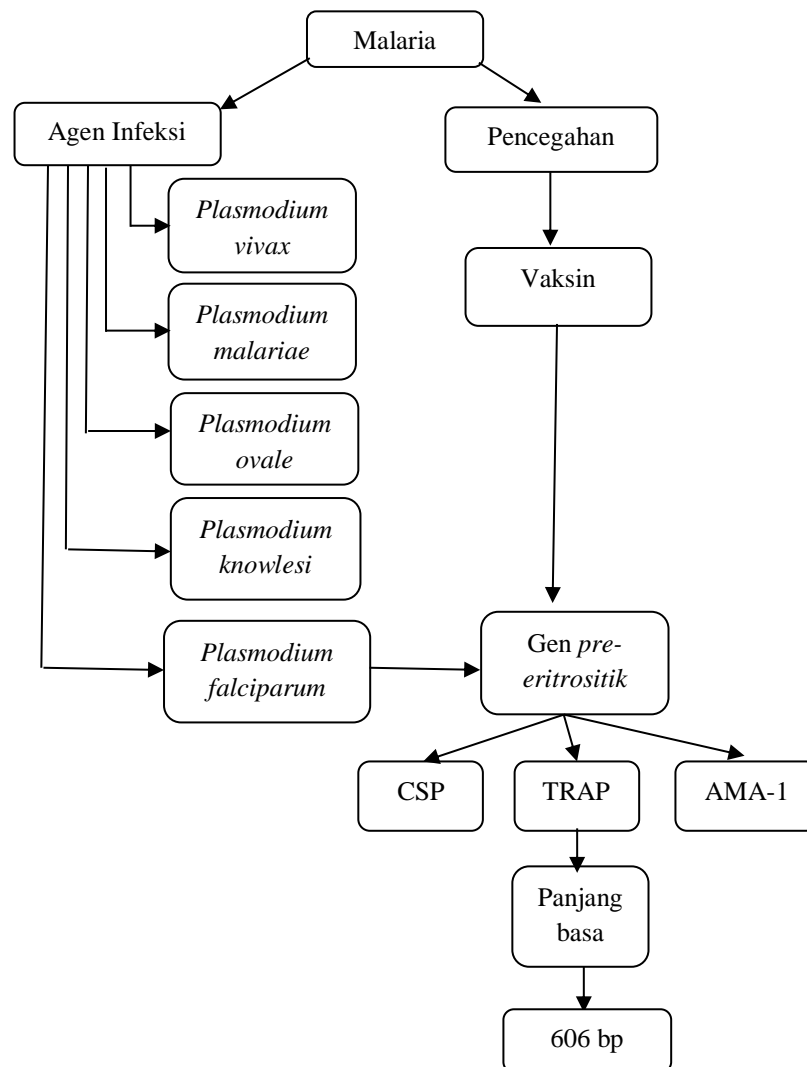 Malaria
Agen Infeksi
Pencegahan
Plasmodium
vivax
Vaksin
Plasmodium
malariae
Plasmodium
ovale
Plasmodium
knowlesi
Plasmodium
falciparum
Gen pre-
eritrositik
CSP
TRAP
AMA-1
Panjang
basa
606 bp